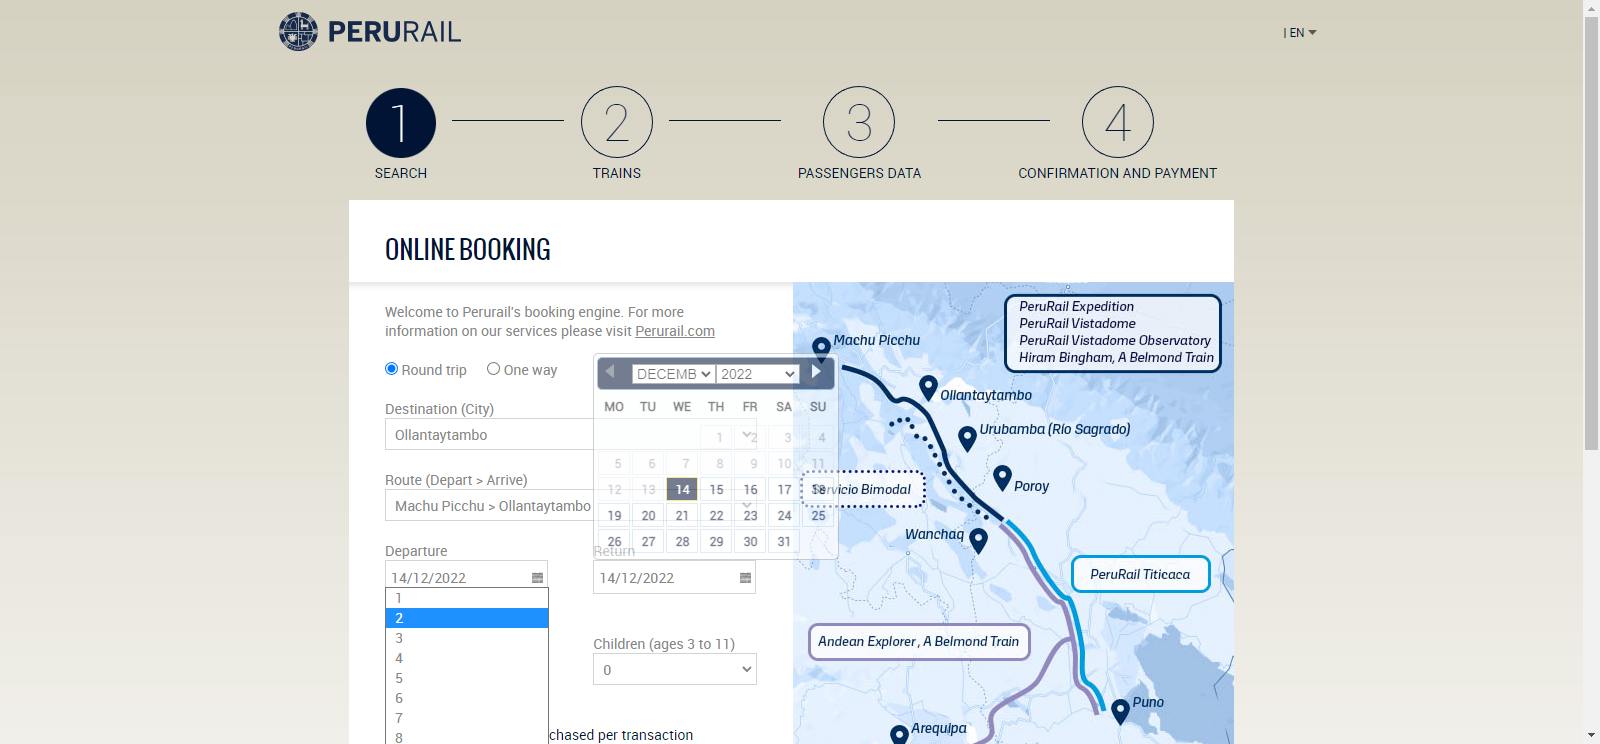 PERURAIL
| EN
1
2
3
4
SEARCH
TRAINS
PASSENGERS DATA
CONFIRMATION AND PAYMENT
ONLINE BOOKING
Welcome to Perurail's booking engine. For more
information on our services please visit Perurail.com
Round trip
One way
Destination (City)
Ollantaytambo
Route (Depart > Arrive)
Machu Picchu > Ollantaytambo
Departure
Return
14/12/2022
14/12/2022
1
2
3
4
5
6
7
8
Children (ages 3 to 11)
0
chased per transaction
DECEMB 2022
MO TU WE TH FR SA SU
1 2 3 4
5 6 7 8 9 10 11
12 13 14 15 16 17 18
19 20 21 22 23 24 25
26 27 28 29 30 31
PeruRail Expedition
PeruRail Vistadome
PeruRail Vistadome Observatory
Hiram Bingham, A Belmond Train
Machu Picchu
Ollantaytambo
Urubamba (Río Sagrado)
Poroy
Servicio Bimodal
Wanchaq
PeruRail Titicaca
Andean Explorer, A Belmond Train
Puno
Arequipa